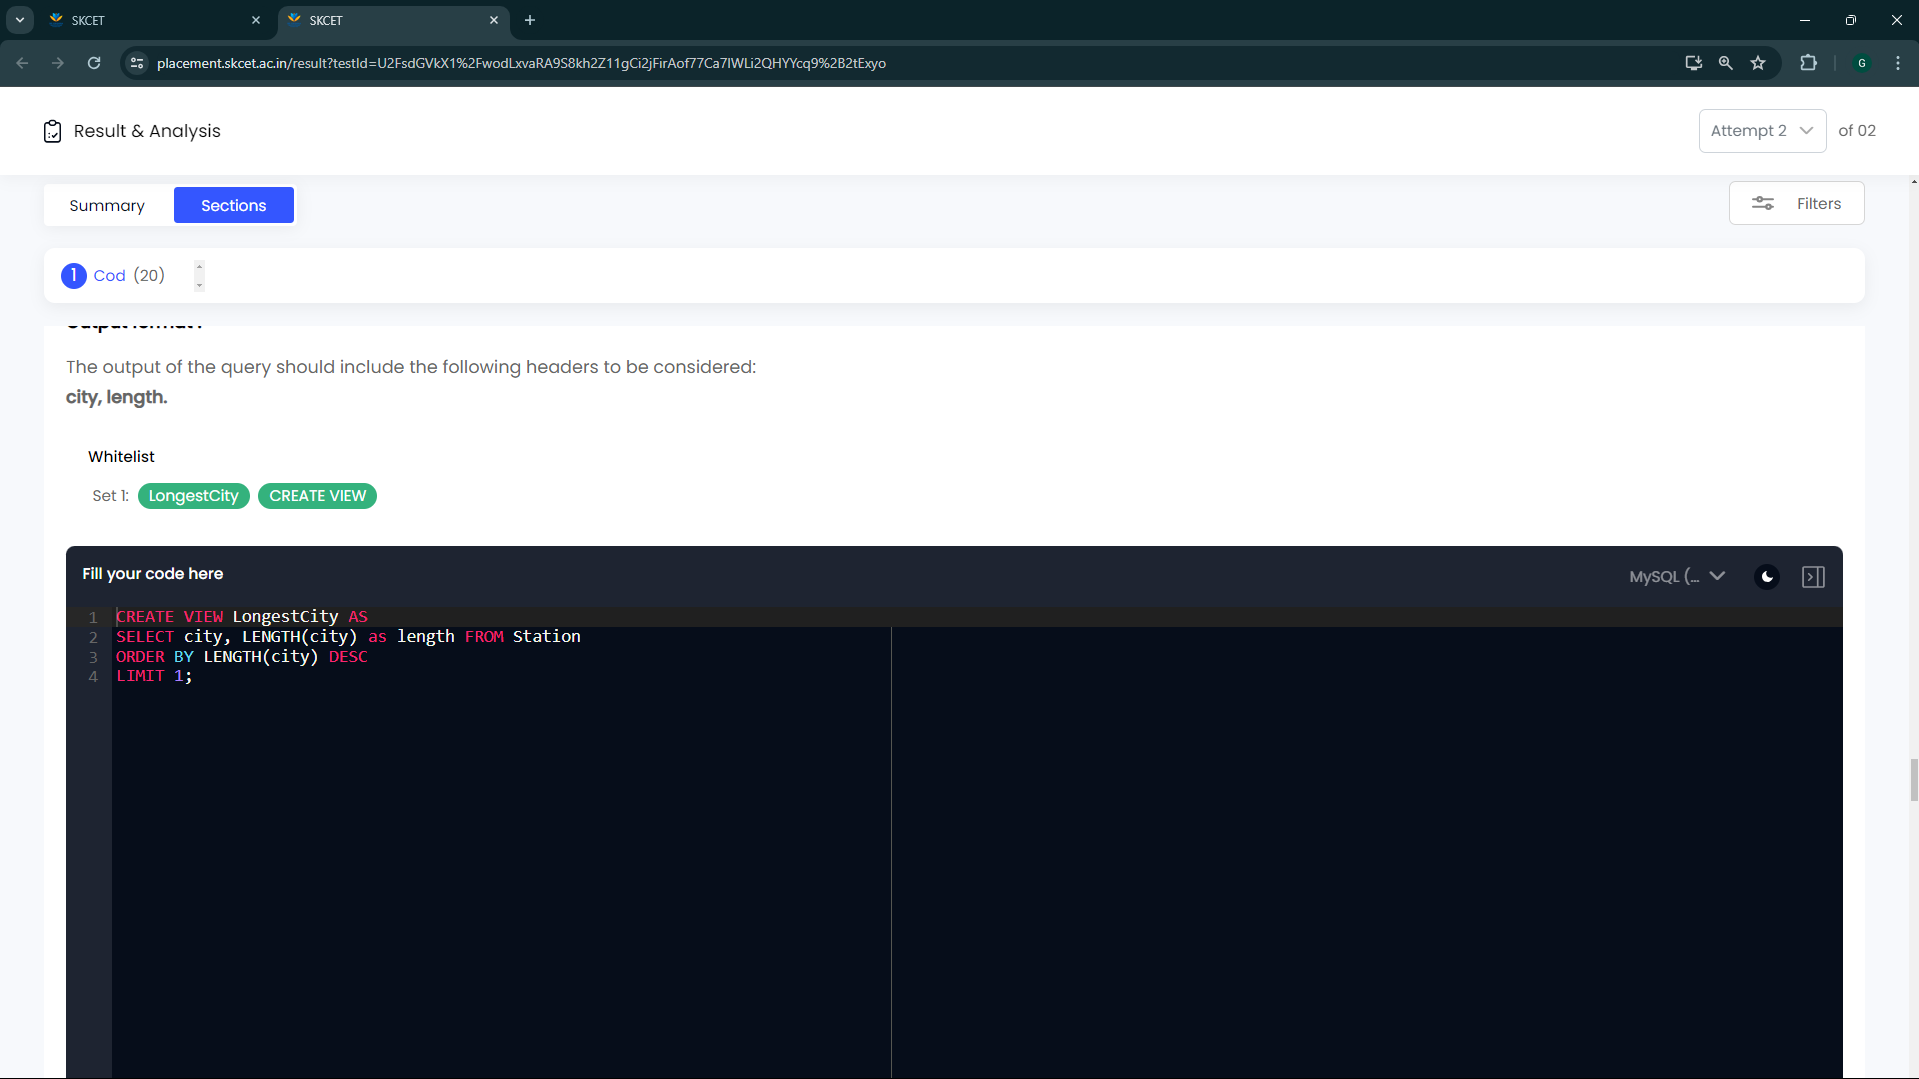 SKCET
SKCET
placement.skcet.ac.in/result?testId=U2FsdGVkX1%2FwodLxvaRA9S8kh2Z11gCi2jFirAof77Ca7IWLi2QHYYcq9%2B2tExyo
G
Result & Analysis
Attempt 2 of 02
Summary Sections
Filters
1 Cod (20)
The output of the query should include the following headers to be considered:
city, length.
Whitelist
Set 1: LongestCity CREATE VIEW
Fill your code here
MySQL (...
1 CREATE VIEW LongestCity AS
2 SELECT city, LENGTH(city) as length FROM Station
3 ORDER BY LENGTH(city) DESC
4 LIMIT 1;